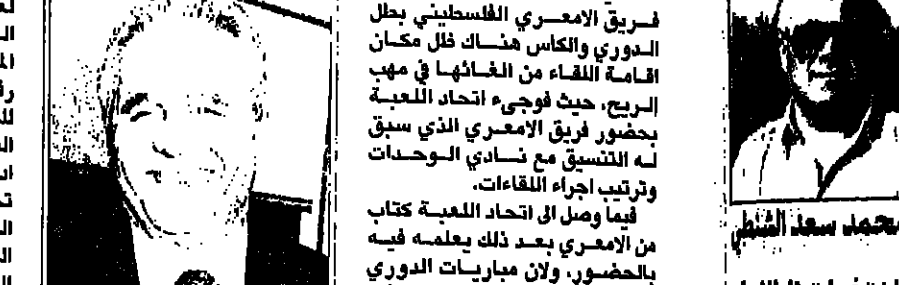 محمد سعد الشنطي
فريق الامعري الفلسطيني بطل
الدوري والكاس هناك ظل مكان
اقامة اللقاء من الغائها في مهب
الريح، حيث فوجىء اتحاد اللعبة
بحضور فريق الامعري الذي سبق
له التنسيق مع نادي الوحدات
وترتيب اجراء اللقاءات.
فيما وصل الى اتحاد اللعبة كتاب
من الامعري بعد ذلك يعلمه فيه
بالحضور. ولان مباريات الدوري